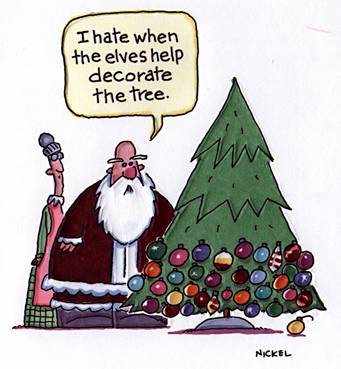 I hate when
the elves help
decorate
the tree.
NICKEL